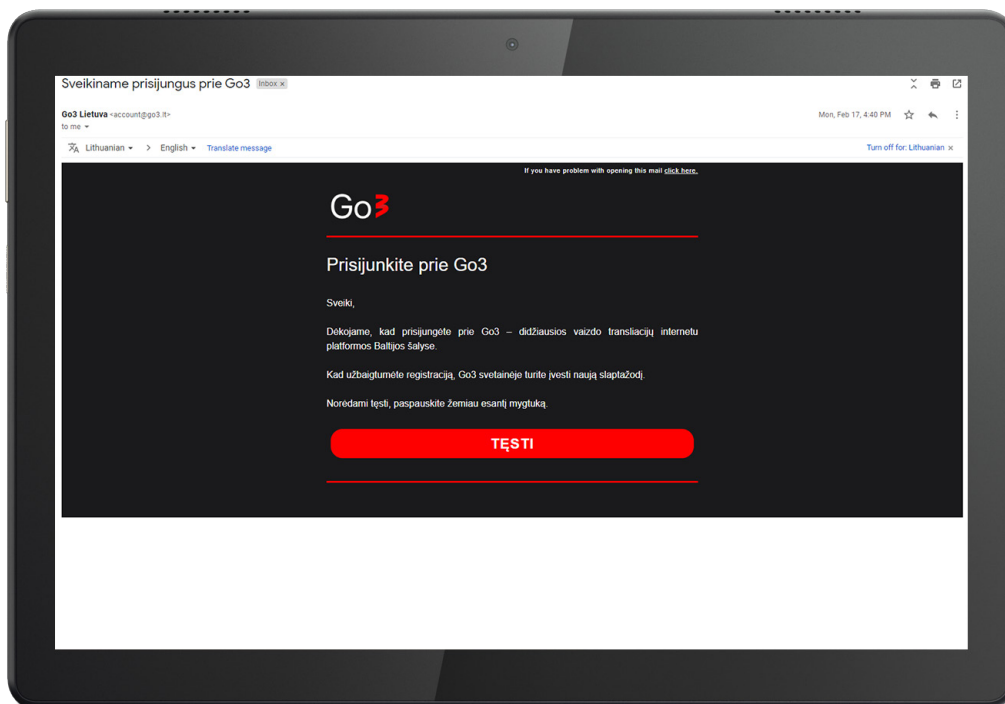 Sveikiname prisijungus prie Go3 Inbox x
Go3 Lietuva <account@go3.lt>
Mon, Feb 17, 4:40 PM
to me
Lithuanian > English Translate message
Turn off for: Lithuanian x
If you have problem with opening this mail click here.
Go3
Prisijunkite prie Go3
Sveiki,
Dėkojame, kad prisijungėte prie Go3 – didžiausios vaizdo transliacijų internetu
platformos Baltijos šalyse.
Kad užbaigtumėte registraciją, Go3 svetainėje turite įvesti naują slaptažodį.
Norėdami tęsti, paspauskite žemiau esantį mygtuką.
TĘSTI